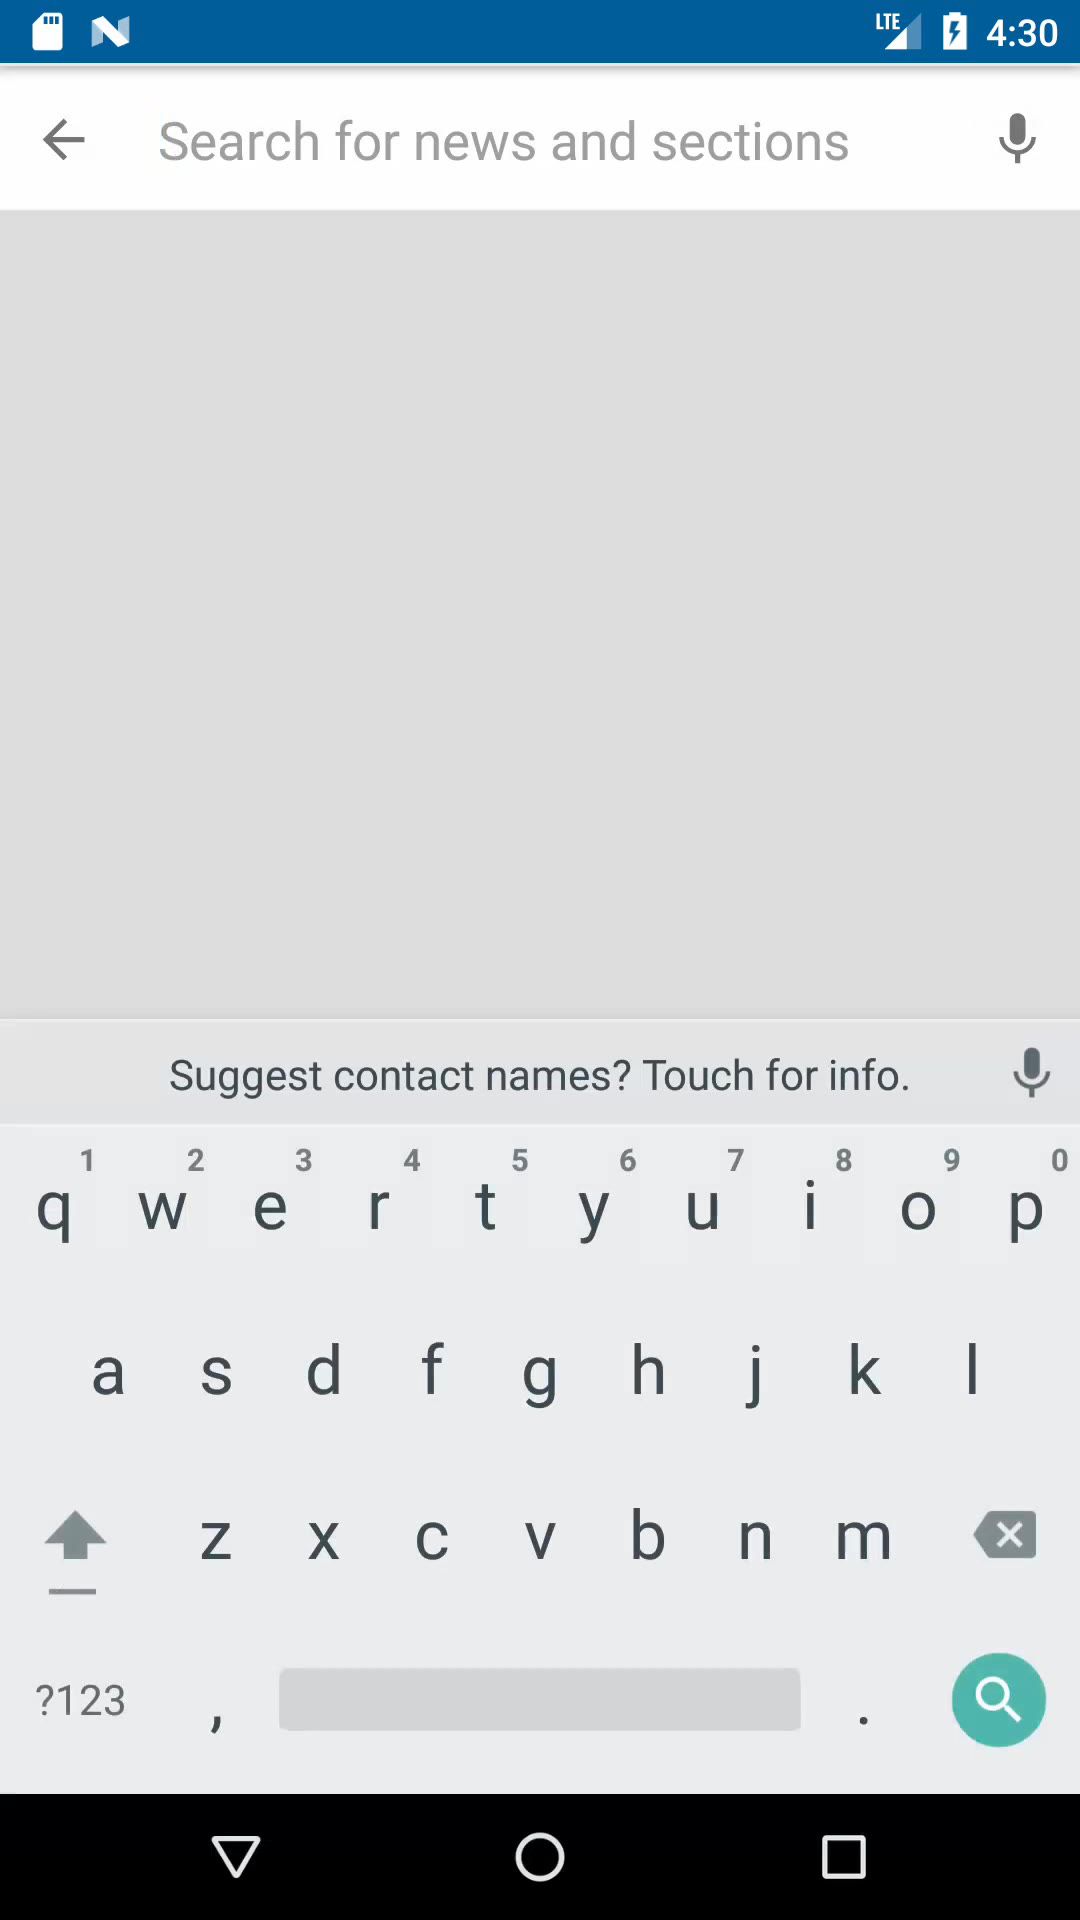 LTE 4:30
Search for news and sections
Suggest contact names? Touch for info.
1 2 3 4 5 6 7 8 9 0
q w e r t y u i o p
a s d f g h j k l
z x c v b n m
?123 , .